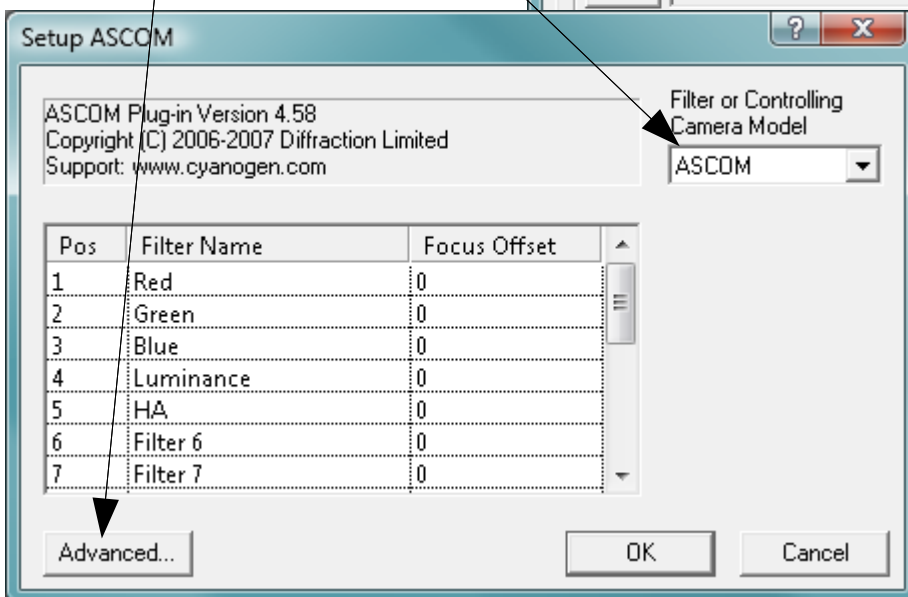 Setup ASCOM
ASCOM Plug-in Version 4.58
Copyright (C) 2006-2007 Diffraction Limited
Support: www.cyanogen.com
Filter or Controlling
Camera Model
ASCOM
Pos Filter Name Focus Offset
1 Red 0
2 Green 0
3 Blue 0
4 Luminance 0
5 HA 0
6 Filter 6 0
7 Filter 7 0
Advanced... OK Cancel